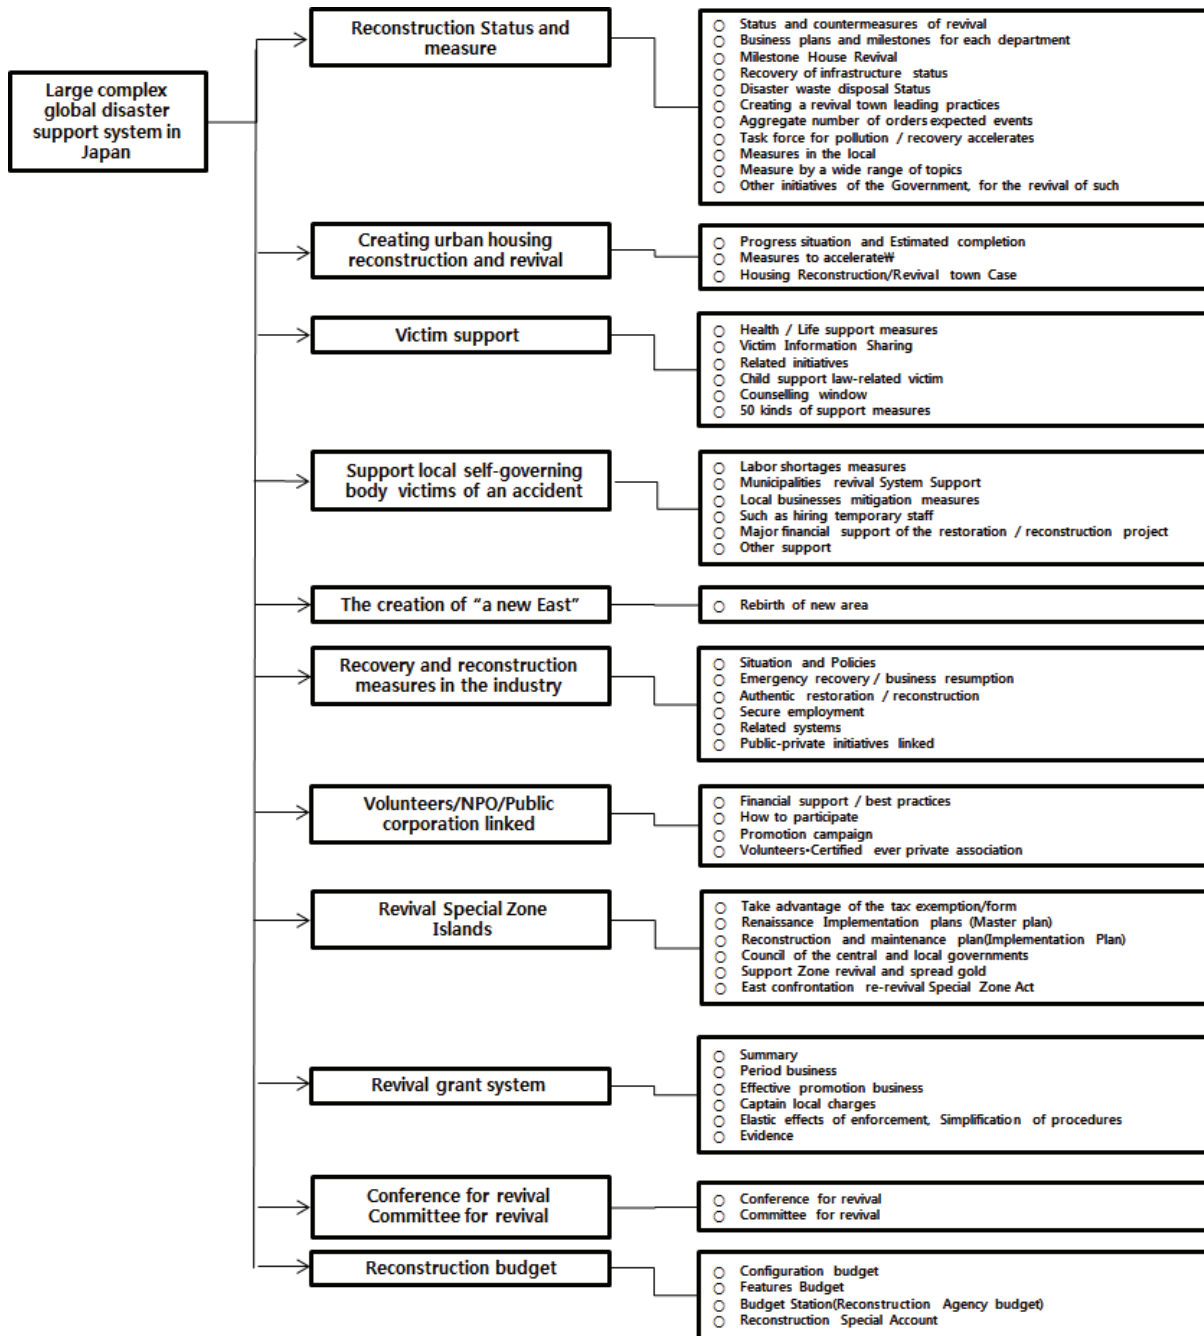 Large complex
global disaster
support system in
Japan
Reconstruction Status and
measure
○ Status and countermeasures of revival
○ Business plans and milestones for each department
○ Milestone House Revival
○ Recovery of infrastructure status
○ Disaster waste disposal Status
○ Creating a revival town leading practices
○ Aggregate number of orders expected events
○ Task force for pollution / recovery accelerates
○ Measures in the local
○ Measure by a wide range of topics
○ Other initiatives of the Government, for the revival of such
Creating urban housing
reconstruction and revival
○ Progress situation and Estimated completion
○ Measures to accelerate₩
○ Housing Reconstruction/Revival town Case
Victim support
○ Health / Life support measures
○ Victim Information Sharing
○ Related initiatives
○ Child support law-related victim
○ Counselling window
○ 50 kinds of support measures
Support local self-governing
body victims of an accident
○ Labor shortages measures
○ Municipalities revival System Support
○ Local businesses mitigation measures
○ Such as hiring temporary staff
○ Major financial support of the restoration / reconstruction project
○ Other support
The creation of “a new East”
○ Rebirth of new area
Recovery and reconstruction
measures in the industry
○ Situation and Policies
○ Emergency recovery / business resumption
○ Authentic restoration / reconstruction
○ Secure employment
○ Related systems
○ Public-private initiatives linked
Volunteers/NPO/Public
corporation linked
○ Financial support / best practices
○ How to participate
○ Promotion campaign
○ Volunteers•Certified ever private association
Revival Special Zone
Islands
○ Take advantage of the tax exemption/form
○ Renaissance Implementation plans (Master plan)
○ Reconstruction and maintenance plan(Implementation Plan)
○ Council of the central and local governments
○ Support Zone revival and spread gold
○ East confrontation re-revival Special Zone Act
Revival grant system
○ Summary
○ Period business
○ Effective promotion business
○ Captain local charges
○ Elastic effects of enforcement, Simplification of procedures
○ Evidence
Conference for revival
Committee for revival
○ Conference for revival
○ Committee for revival
Reconstruction budget
○ Configuration budget
○ Features Budget
○ Budget Station(Reconstruction Agency budget)
○ Reconstruction Special Account